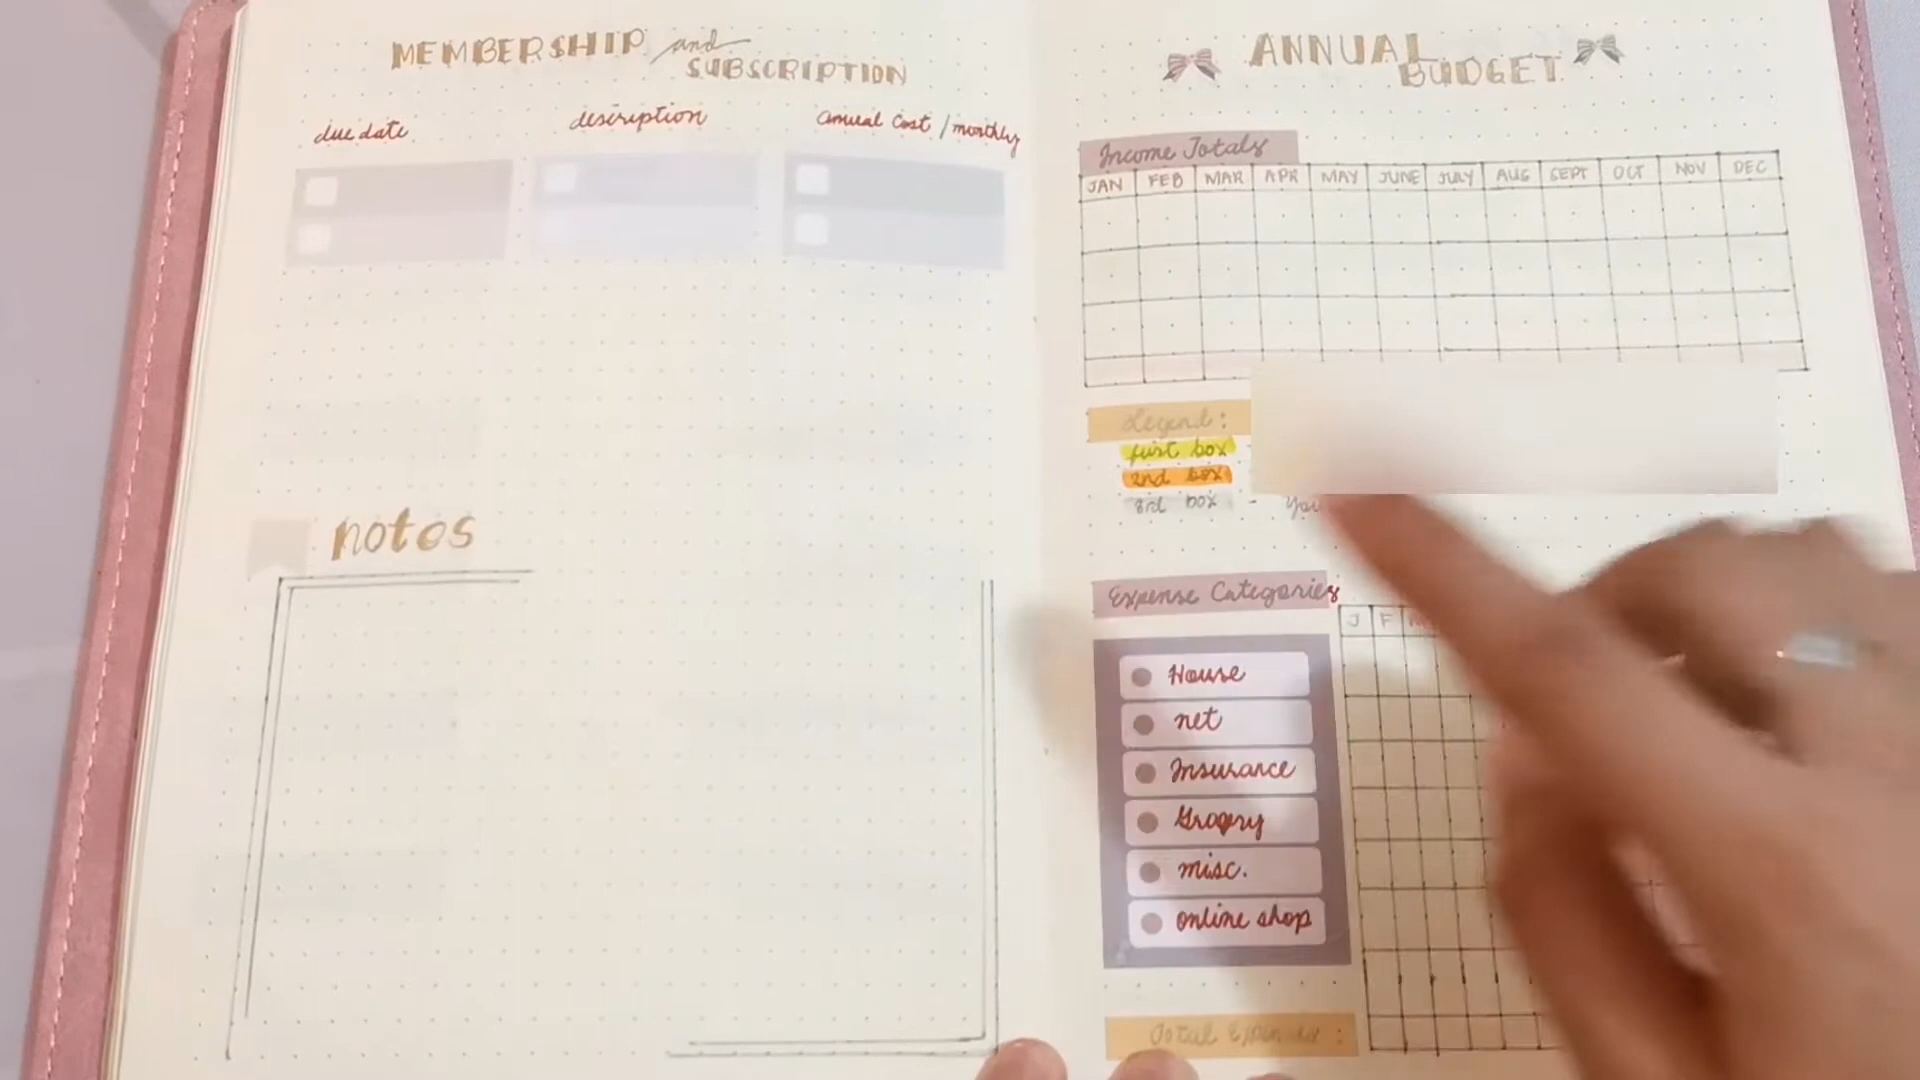 MEMBERSHIP and
SUBSCRIPTION
due date
description
annual cost / monthly
notes
ANNUAL
BUDGET
Income Totals
JAN FEB MAR APR MAY JUNE JULY AUG SEPT OCT NOV DEC
Legend:
first box
2nd box
3rd box -
Expense Categories
J F
House
net
Insurance
Grocery
misc.
online shop
Total